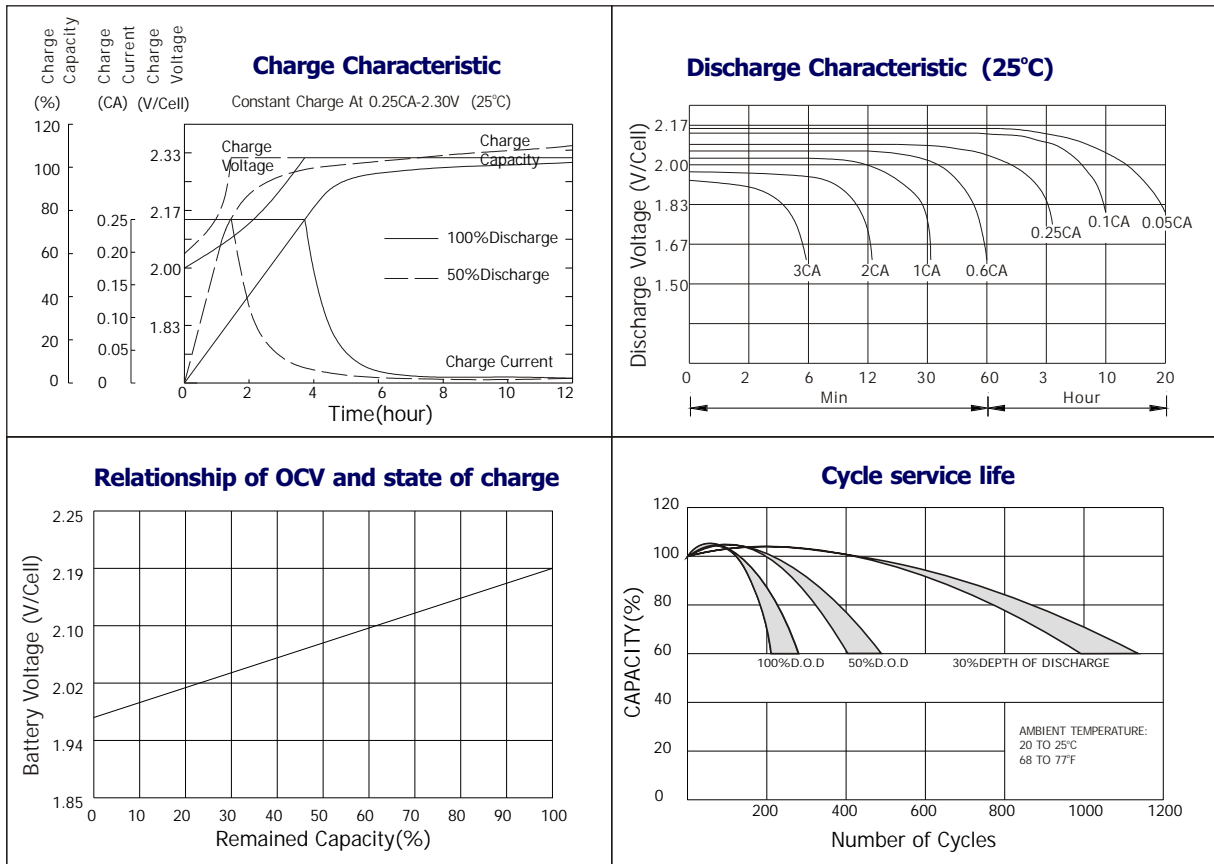 Charge Characteristic
Charge Capacity
Charge Current
Charge Voltage
(%) (CA) (V/Cell)
Constant Charge At 0.25CA-2.30V (25°C)
120
100
80
60
40
20
0
0.25
0.20
0.15
0.10
0.05
0
2.33
2.17
2.00
1.83
Charge Voltage
Charge Capacity
100%Discharge
50%Discharge
Charge Current
0 2 4 6 8 10 12
Time(hour)
Discharge Characteristic (25°C)
Discharge Voltage (V/Cell)
2.17
2.00
1.83
1.67
1.50
3CA 2CA 1CA 0.6CA 0.25CA 0.1CA 0.05CA
0 2 6 12 30 60 3 10 20
Min Hour
Relationship of OCV and state of charge
Battery Voltage (V/Cell)
2.25
2.19
2.10
2.02
1.94
1.85
0 10 20 30 40 50 60 70 80 90 100
Remained Capacity(%)
Cycle service life
CAPACITY(%)
120
100
80
60
40
20
0
100%D.O.D 50%D.O.D 30%DEPTH OF DISCHARGE
AMBIENT TEMPERATURE:
20 TO 25°C
68 TO 77°F
200 400 600 800 1000 1200
Number of Cycles